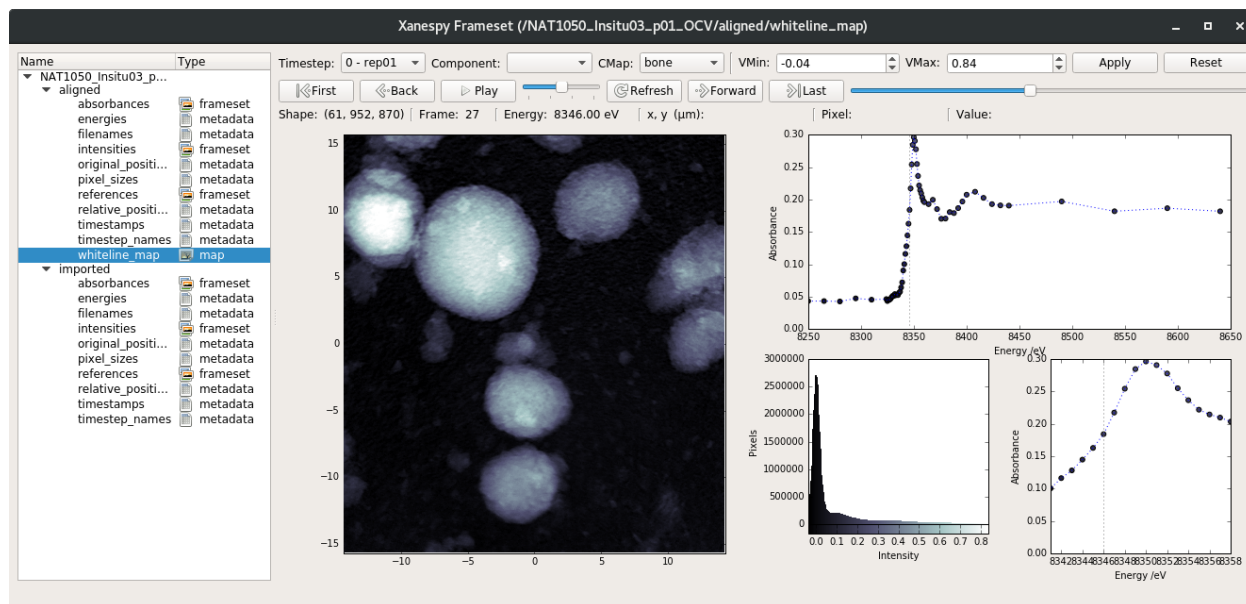 Xanespy Frameset (/NAT1050_Insitu03_p01_OCV/aligned/whiteline_map)
Name Type
NAT1050_Insitu03_p...
aligned
absorbances frameset
energies metadata
filenames metadata
intensities frameset
original_positi... metadata
pixel_sizes metadata
references frameset
relative_positi... metadata
timestamps metadata
timestep_names metadata
whiteline_map map
imported
absorbances frameset
energies metadata
filenames metadata
intensities frameset
original_positi... metadata
pixel_sizes metadata
references frameset
relative_positi... metadata
timestamps metadata
timestep_names metadata
Timestep: 0 - rep01 Component: CMap: bone VMin: -0.04 VMax: 0.84 Apply Reset
First Back Play Refresh Forward Last
Shape: (61, 952, 870) Frame: 27 Energy: 8346.00 eV x, y (µm): Pixel: Value:
15
10
5
0
−5
−10
−15
−10 −5 0 5 10
0.30
0.25
0.20
0.15
0.10
0.05
0.00
Absorbance
8250 8300 8350 8400 8450 8500 8550 8600 8650
Energy /eV
3000000
2500000
2000000
1500000
1000000
500000
0
Pixels
0.0 0.1 0.2 0.3 0.4 0.5 0.6 0.7 0.8
Intensity
0.30
0.25
0.20
0.15
0.10
0.05
0.00
Absorbance
8342 8344 8346 8348 8350 8352 8354 8356 8358
Energy /eV